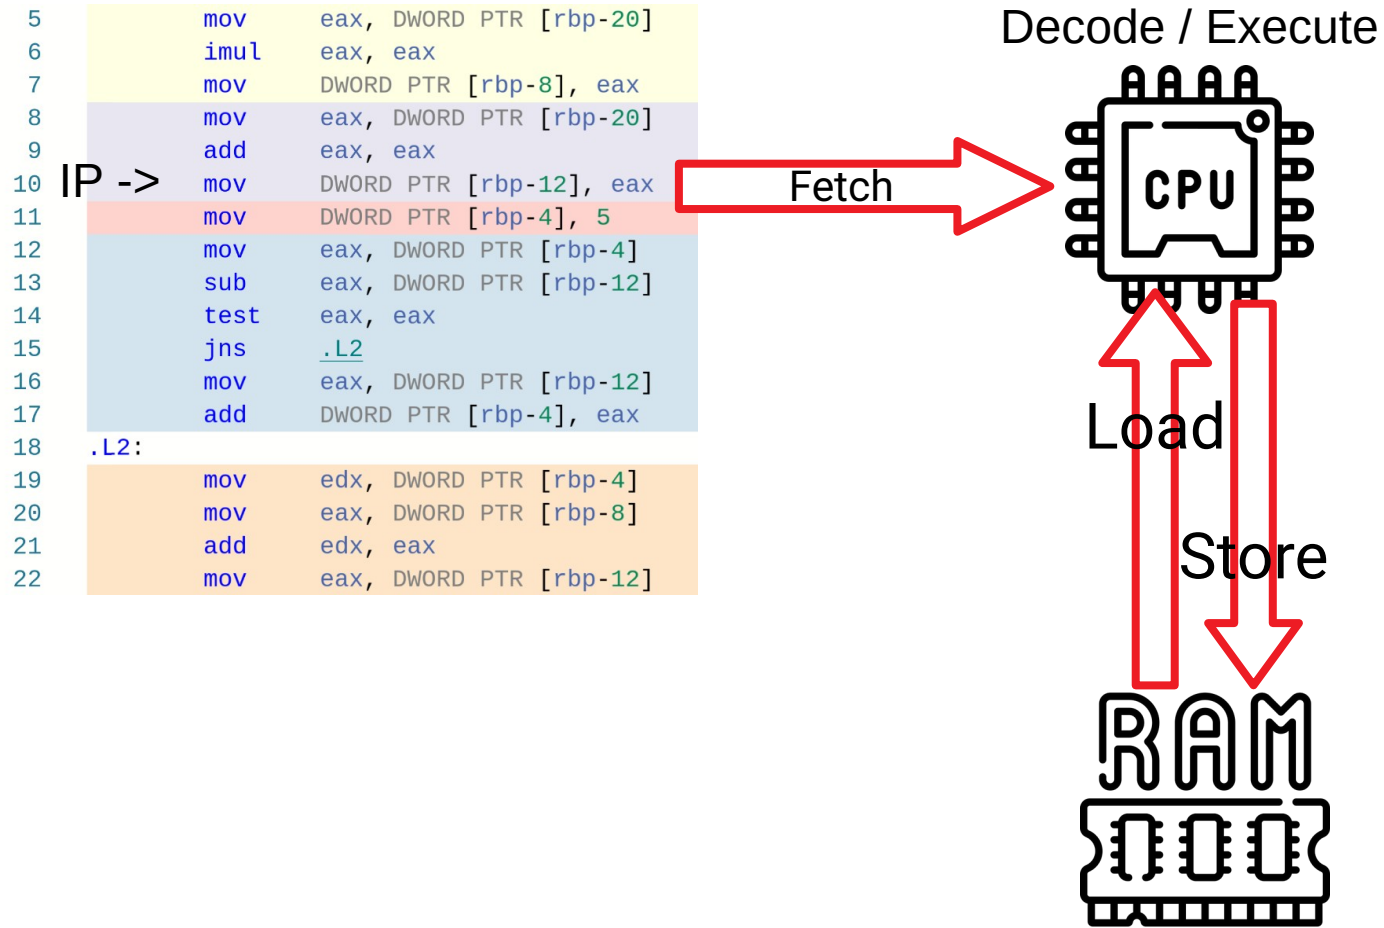 5 mov eax, DWORD PTR [rbp-20]
6 imul eax, eax
7 mov DWORD PTR [rbp-8], eax
8 mov eax, DWORD PTR [rbp-20]
9 add eax, eax
IP ->
10 mov DWORD PTR [rbp-12], eax
11 mov DWORD PTR [rbp-4], 5
12 mov eax, DWORD PTR [rbp-4]
13 sub eax, DWORD PTR [rbp-12]
14 test eax, eax
15 jns .L2
16 mov eax, DWORD PTR [rbp-12]
17 add DWORD PTR [rbp-4], eax
18 .L2:
19 mov edx, DWORD PTR [rbp-4]
20 mov eax, DWORD PTR [rbp-8]
21 add edx, eax
22 mov eax, DWORD PTR [rbp-12]
Fetch
Decode / Execute
CPU
Load
Store
RAM